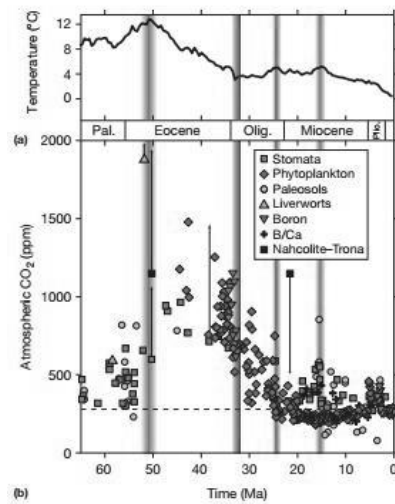 Temperature (°C)
12
8
4
0
(a)
Pal.
Eocene
Olig.
Miocene
Plio.
Atmospheric CO₂ (ppm)
2000
1500
1000
500
0
Stomata
Phytoplankton
Paleosols
Liverworts
Boron
B/Ca
Nahcolite–Trona
60
50
40
30
20
10
0
(b)
Time (Ma)